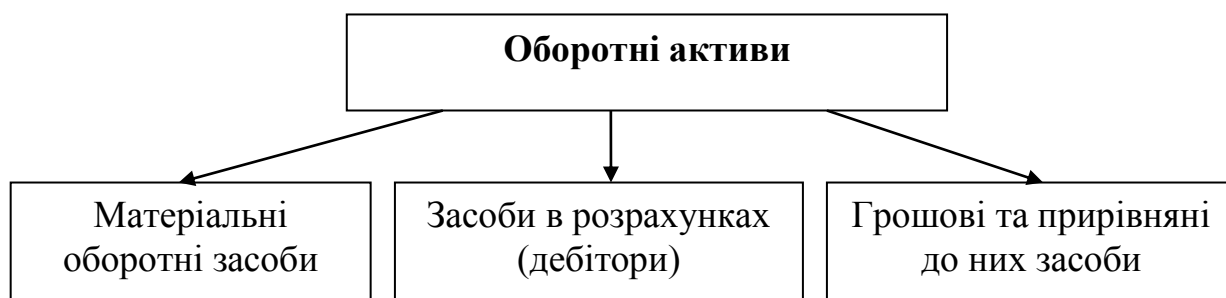 Оборотні активи
Матеріальні
оборотні засоби
Засоби в розрахунках
(дебітори)
Грошові та прирівняні
до них засоби